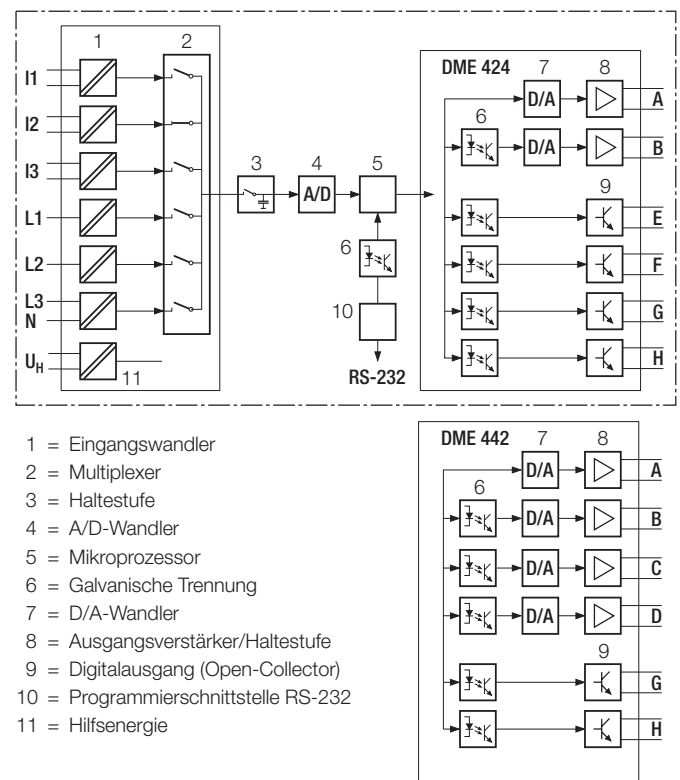 1 2
I1
I2
I3
L1
L2
L3
N
U_H
11
3 4 5
A/D
6
10
RS-232
DME 424 7 8
D/A A
6
D/A B
9
E
F
G
H
1 = Eingangswandler
2 = Multiplexer
3 = Haltestufe
4 = A/D-Wandler
5 = Mikroprozessor
6 = Galvanische Trennung
7 = D/A-Wandler
8 = Ausgangsverstärker/Haltestufe
9 = Digitalausgang (Open-Collector)
10 = Programmierschnittstelle RS-232
11 = Hilfsenergie
DME 442 7 8
D/A A
6
D/A B
D/A C
D/A D
9
G
H